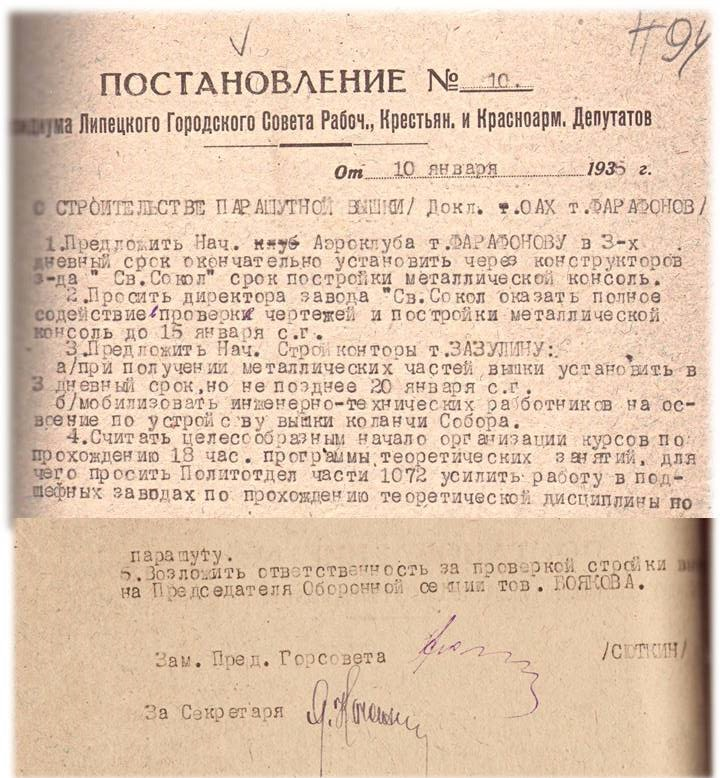 №94
ПОСТАНОВЛЕНИЕ № 10.
Липецкого Городского Совета Рабоч., Крестьян. и Красноарм. Депутатов
От 10 января 1935 г.
О СТРОИТЕЛЬСТВЕ ПАРАШУТНОЙ ВЫШКИ/ Докл. т.ОАХ т.ФАРАФОНОВ/
1.Предложить Нач. клуб Аэроклуба т.ФАРАФОНОВУ в 3-х
дневный срок окончательно установить через конструкторов
з-да " Св.Сокол" срок постройки металлической консоль.
2.Просить директора завода "Св.Сокол оказать полное
содействие проверки чертежей и постройки металлической
консоль до 15 января с.г.
3.Предложить Нач. Стройконторы т.ЗАЗУЛИНУ:
а/при получении металлических частей вышки установить в
3 дневный срок,но не позднее 20 января с.г.
б/мобилизовать инженерно-технических работников на ос-
воение по устройству вышки коланчи Собора.
4.Считать целесообразным начало организации курсов по
прохождению 18 час. программы теоретических занятий, для
чего просить Политотдел части 1072 усилить работу в под-
шефных заводах по прохождению теоретической дисциплины по
парашуту.
5.Возложить ответственность за проверкой стройки
на Председателя Оборонной секции тов. БОЯКОВА.
Зам. Пред. Горсовета /СЮТКИН/
За Секретаря